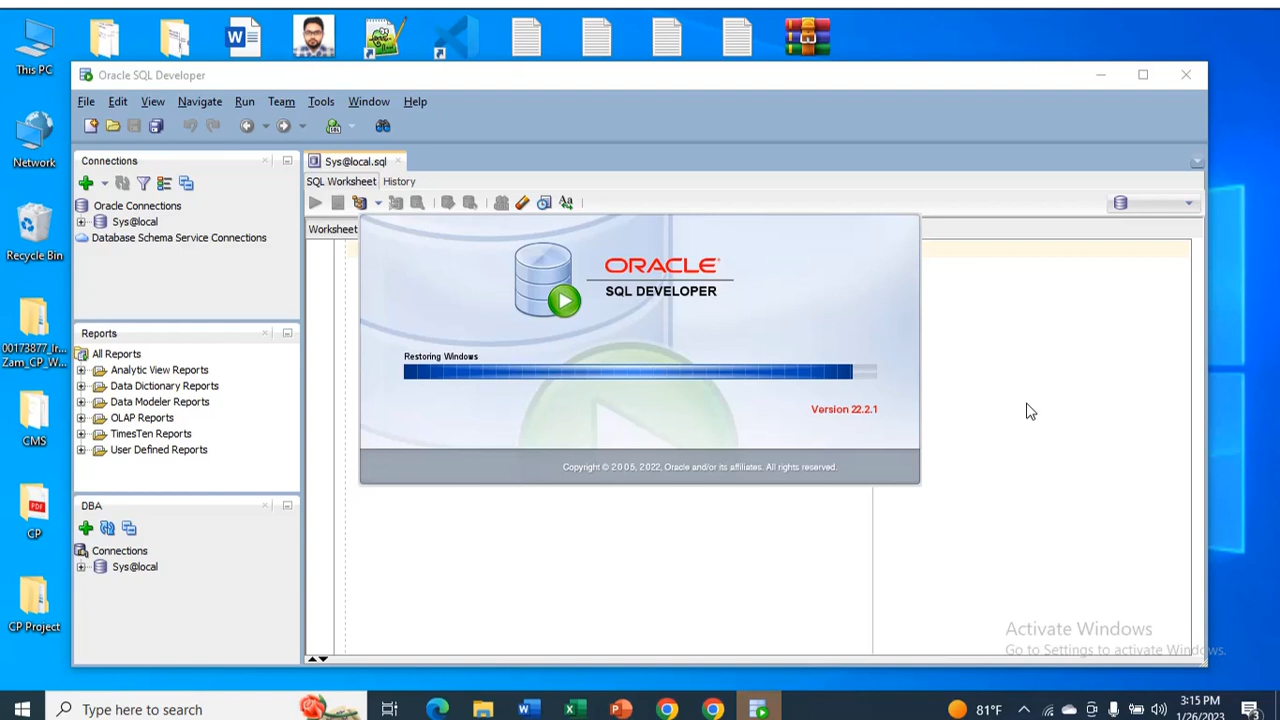 This PC
Network
Recycle Bin
00173877_Ir...
Zam_CP_W...
CMS
CP
CP Project
Oracle SQL Developer
File Edit View Navigate Run Team Tools Window Help
Connections
Oracle Connections
Sys@local
Database Schema Service Connections
Reports
All Reports
Analytic View Reports
Data Dictionary Reports
Data Modeler Reports
OLAP Reports
TimesTen Reports
User Defined Reports
DBA
Connections
Sys@local
Sys@local.sql
SQL Worksheet History
Worksheet
ORACLE
SQL DEVELOPER
Restoring Windows
Version 22.2.1
Copyright © 2005, 2022, Oracle and/or its affiliates. All rights reserved.
Activate Windows
Go to Settings to activate Windows.
Type here to search
81°F
3:15 PM
1/26/2023
3